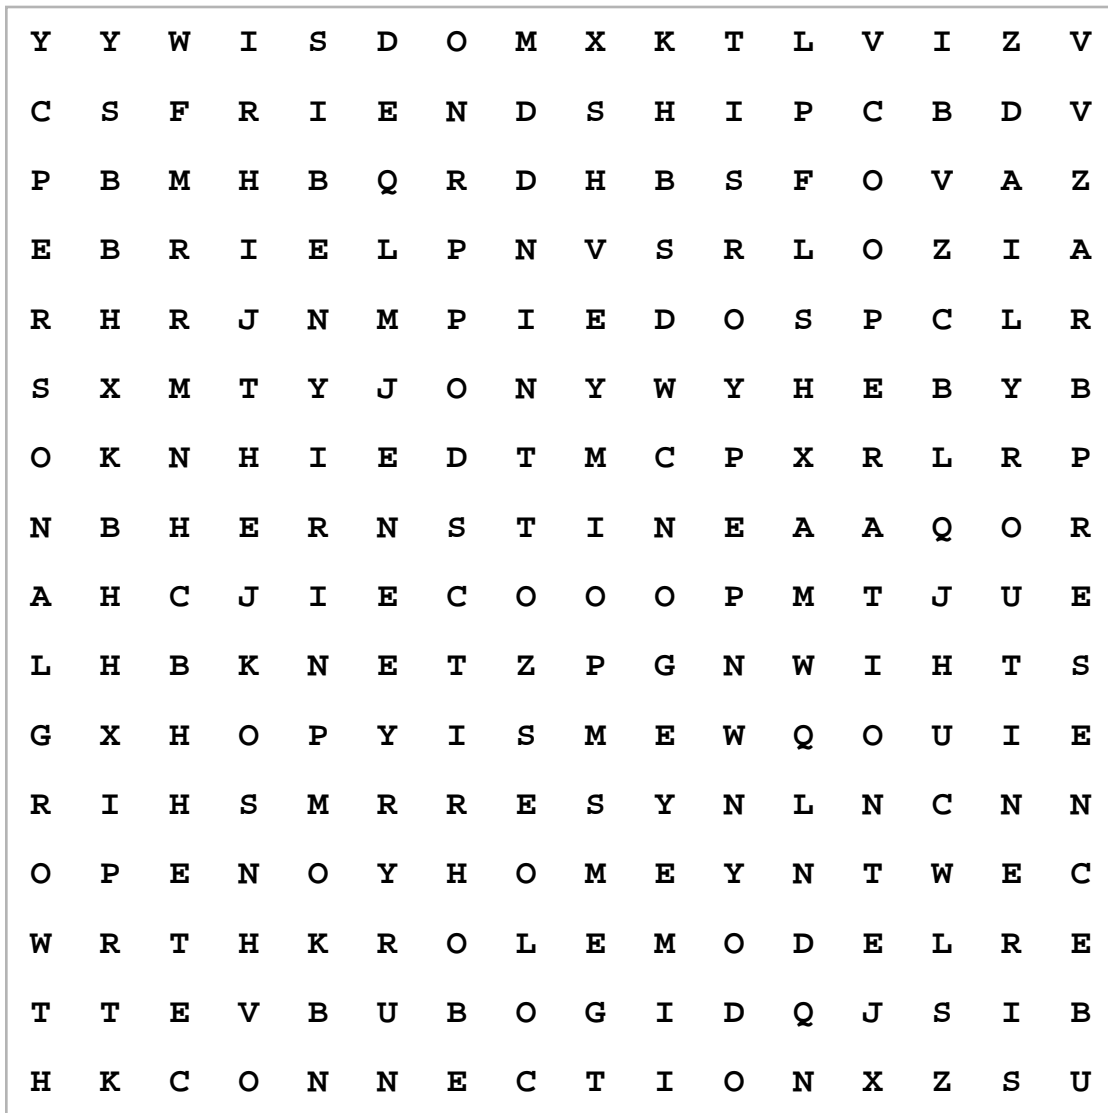 Y Y W I S D O M X K T L V I Z V
C S F R I E N D S H I P C B D V
P B M H B Q R D H B S F O V A Z
E B R I E L P N V S R L O Z I A
R H R J N M P I E D O S P C L R
S X M T Y J O N Y W Y H E B Y B
O K N H I E D T M C P X R L R P
N B H E R N S T I N E A A Q O R
A H C J I E C O O O P M T J U E
L H B K N E T Z P G N W I H T S
G X H O P Y I S M E W Q O U I E
R I H S M R R E S Y N L N C N N
O P E N O Y H O M E Y N T W E C
W R T H K R O L E M O D E L R E
T T E V B U B O G I D Q J S I B
H K C O N N E C T I O N X Z S U